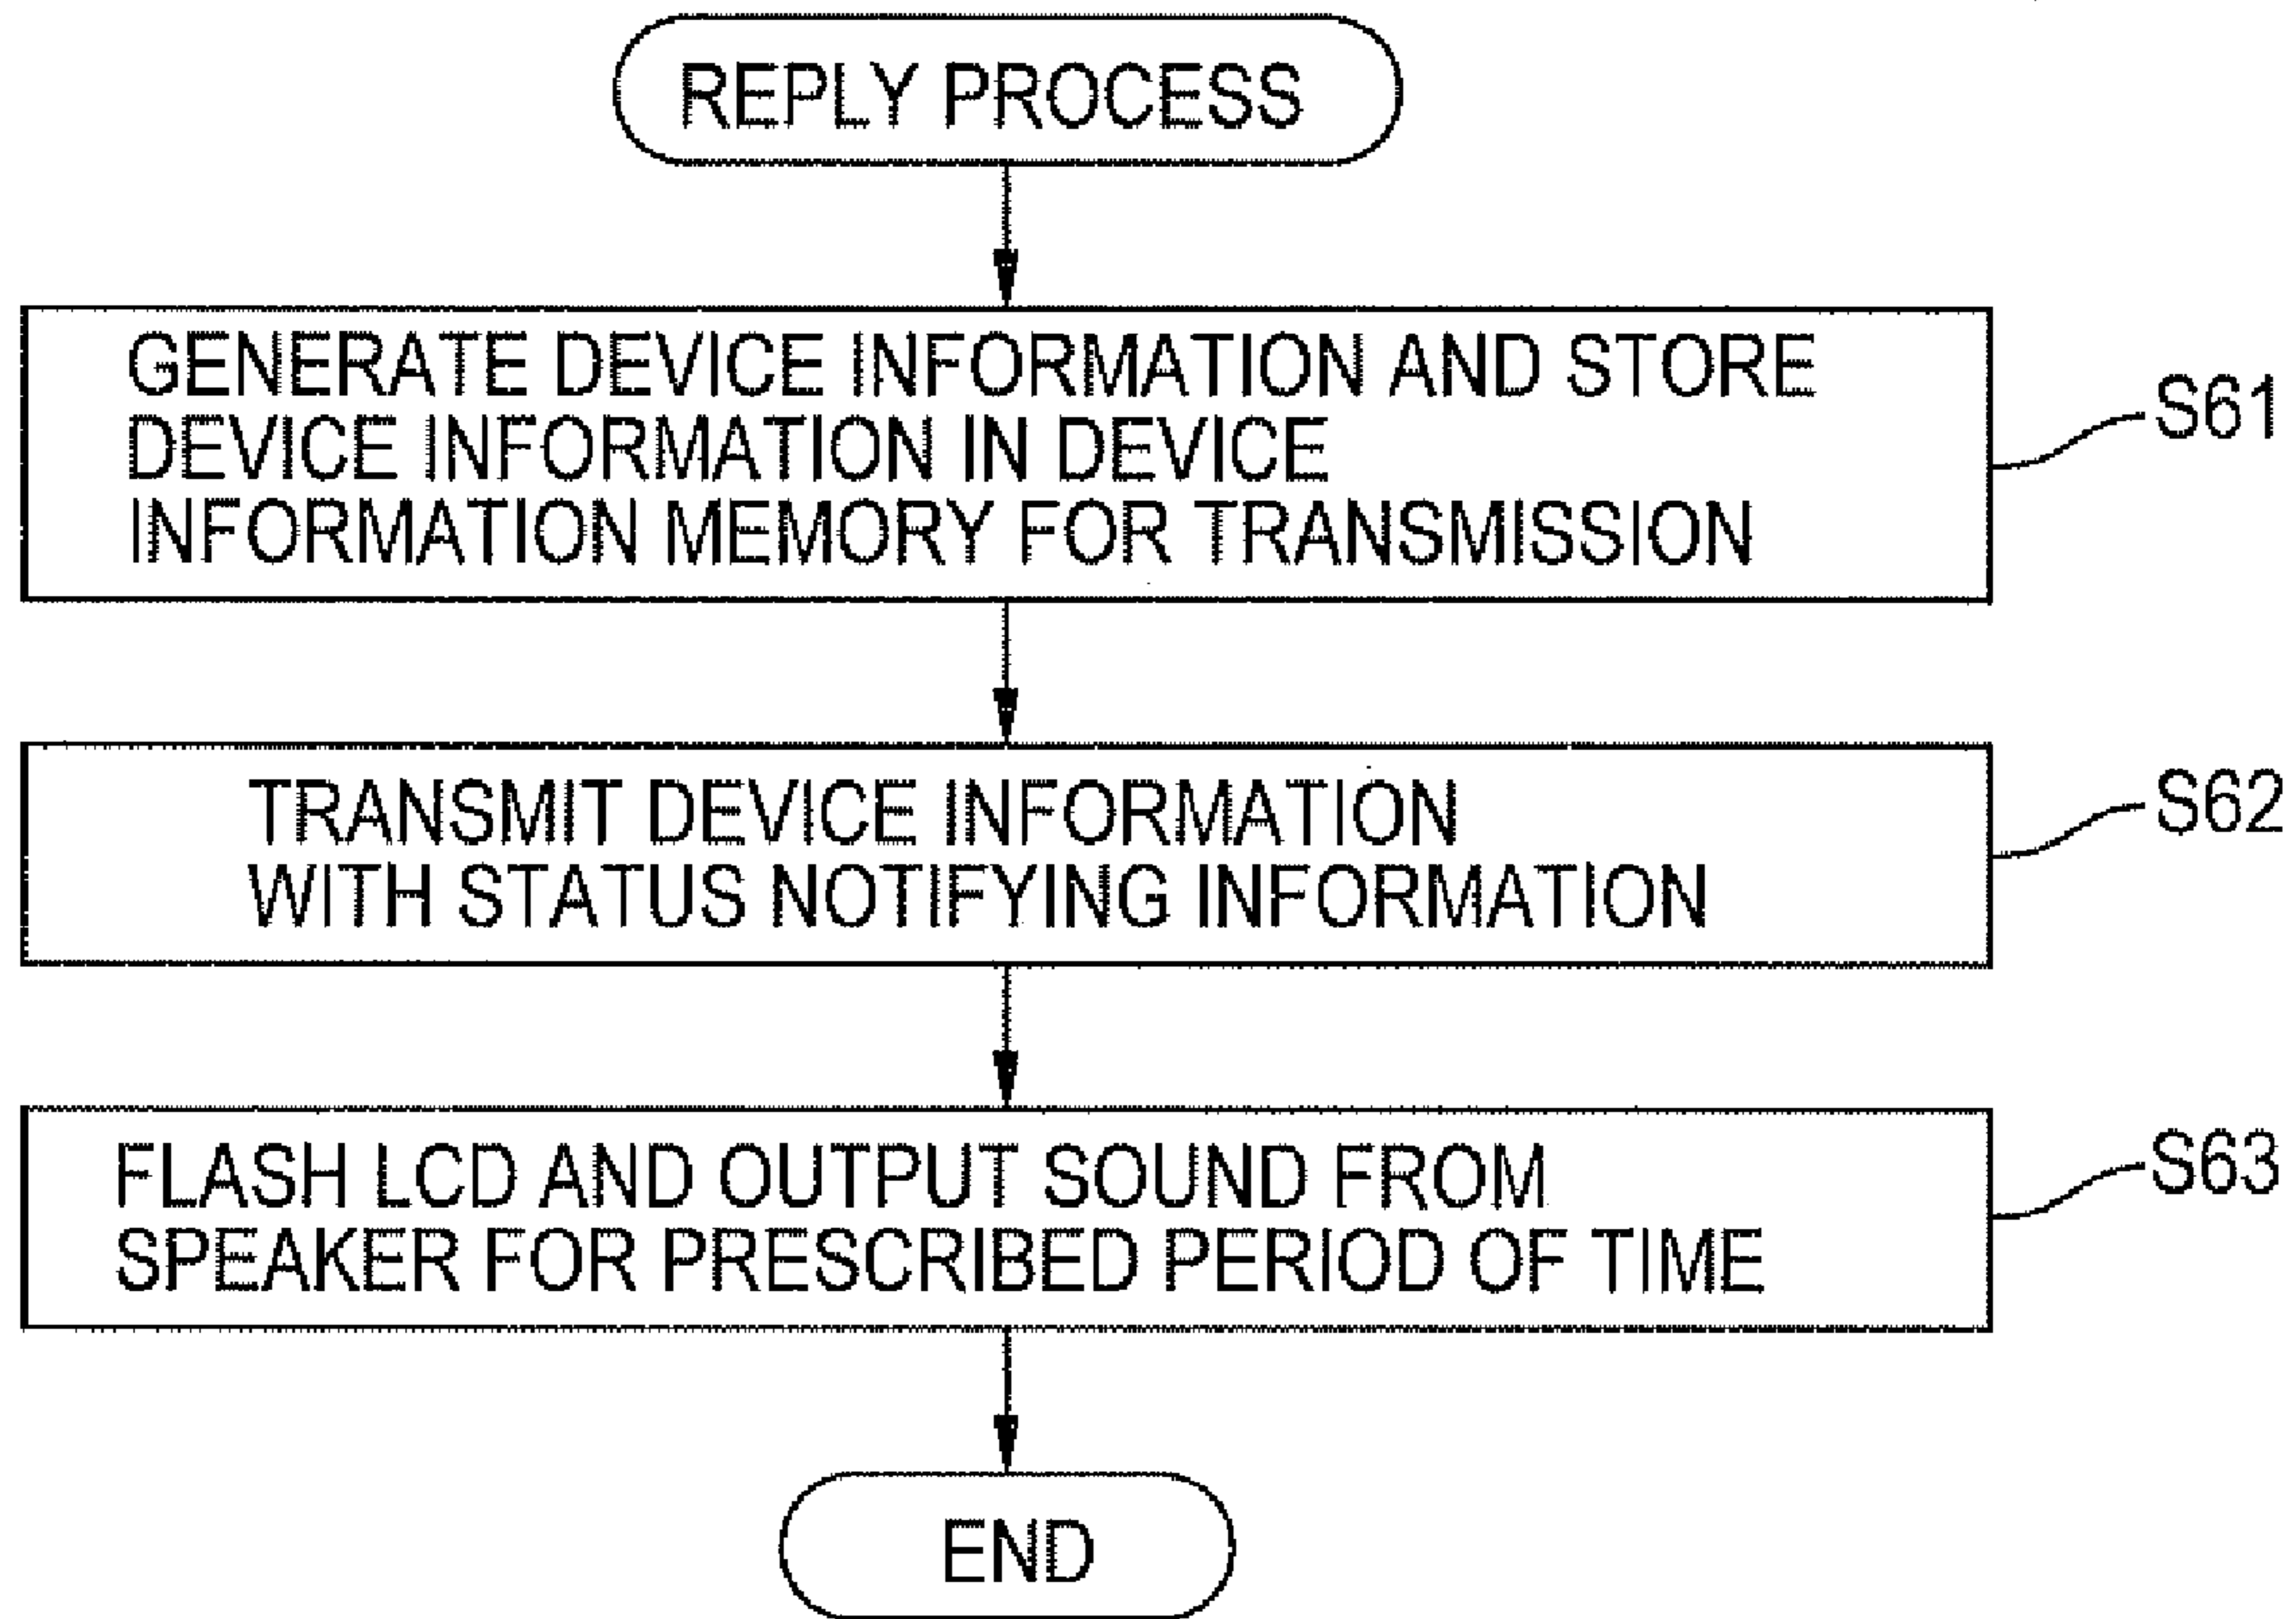 REPLY PROCESS
GENERATE DEVICE INFORMATION AND STORE
DEVICE INFORMATION IN DEVICE
INFORMATION MEMORY FOR TRANSMISSION
S61
TRANSMIT DEVICE INFORMATION
WITH STATUS NOTIFYING INFORMATION
S62
FLASH LCD AND OUTPUT SOUND FROM
SPEAKER FOR PRESCRIBED PERIOD OF TIME
S63
END